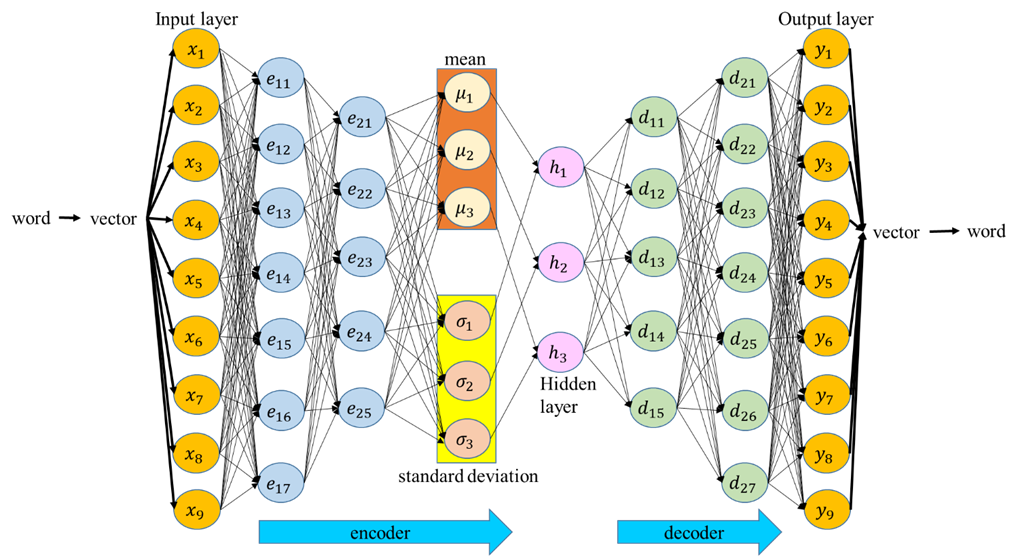 Input layer
Output layer
mean
x₁
x₂
x₃
x₄
x₅
x₆
x₇
x₈
x₉
e₁₁
e₁₂
e₁₃
e₁₄
e₁₅
e₁₆
e₁₇
e₂₁
e₂₂
e₂₃
e₂₄
e₂₅
μ₁
μ₂
μ₃
σ₁
σ₂
σ₃
standard deviation
h₁
h₂
h₃
Hidden
layer
d₁₁
d₁₂
d₁₃
d₁₄
d₁₅
d₂₁
d₂₂
d₂₃
d₂₄
d₂₅
d₂₆
d₂₇
y₁
y₂
y₃
y₄
y₅
y₆
y₇
y₈
y₉
word
vector
vector
word
encoder
decoder